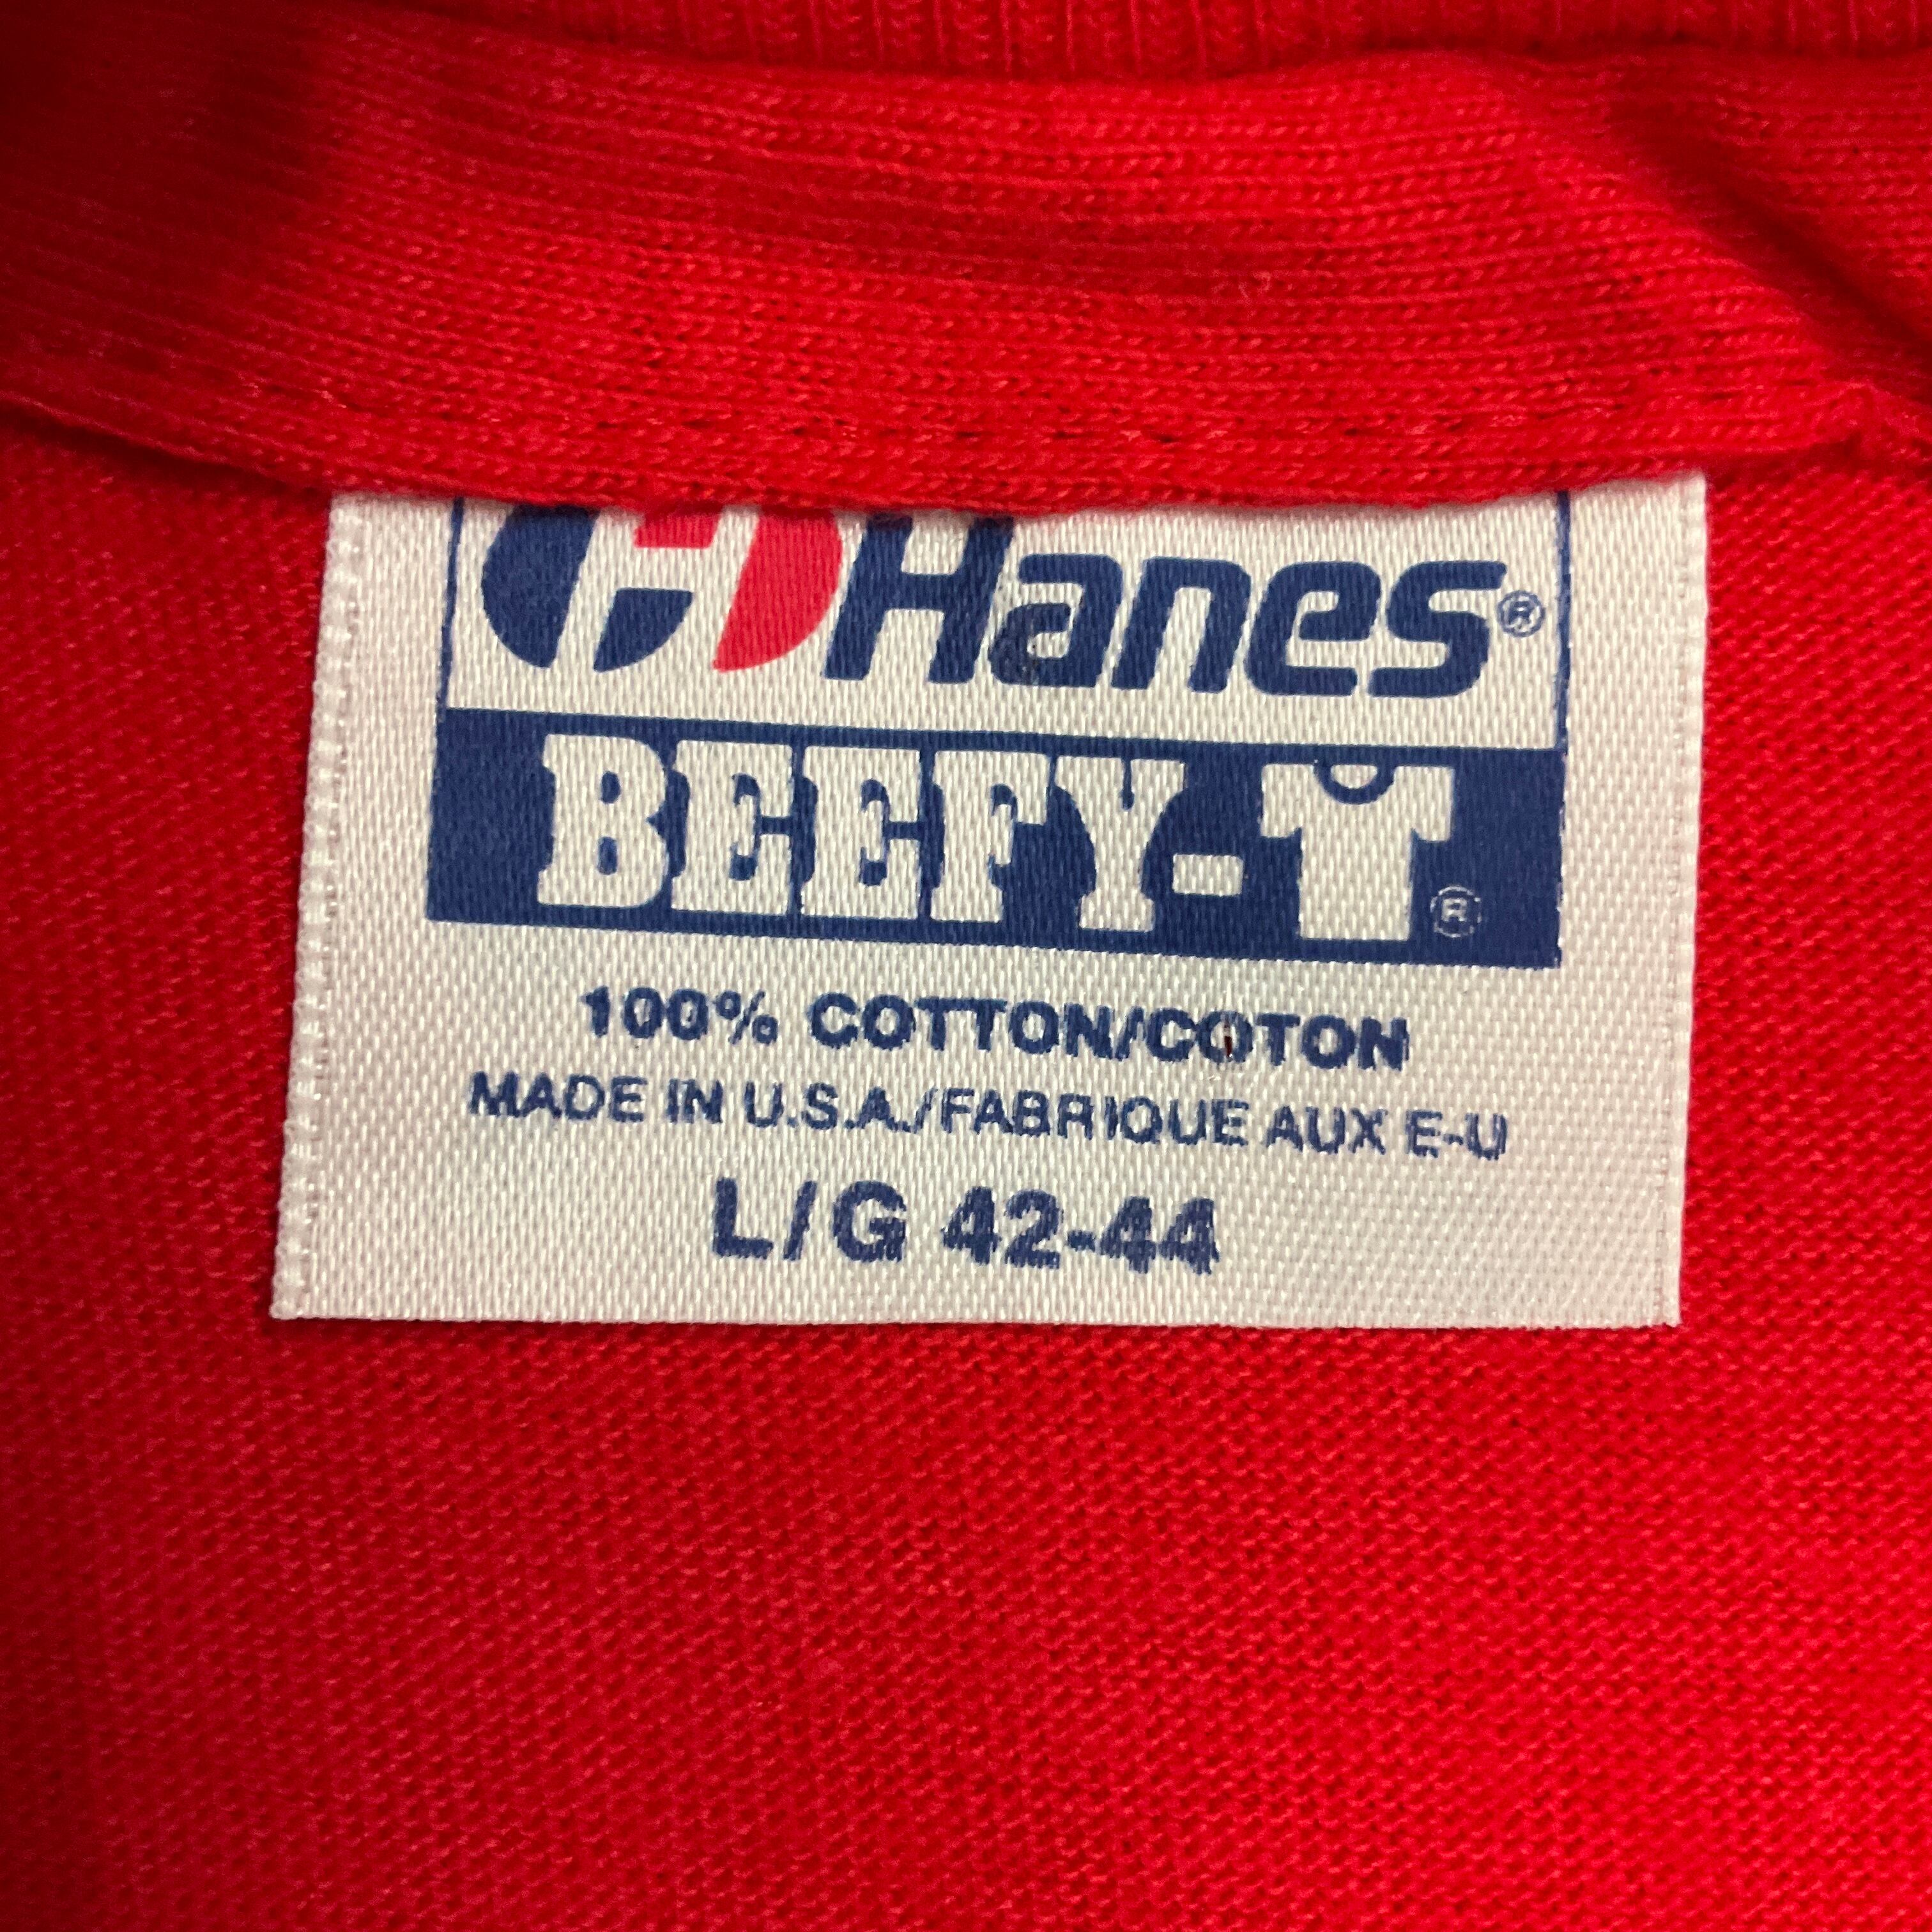 Hanes®
BEEFY-T®
100% COTTON/COTON
MADE IN U.S.A./FABRIQUE AUX E-U
L/G 42-44